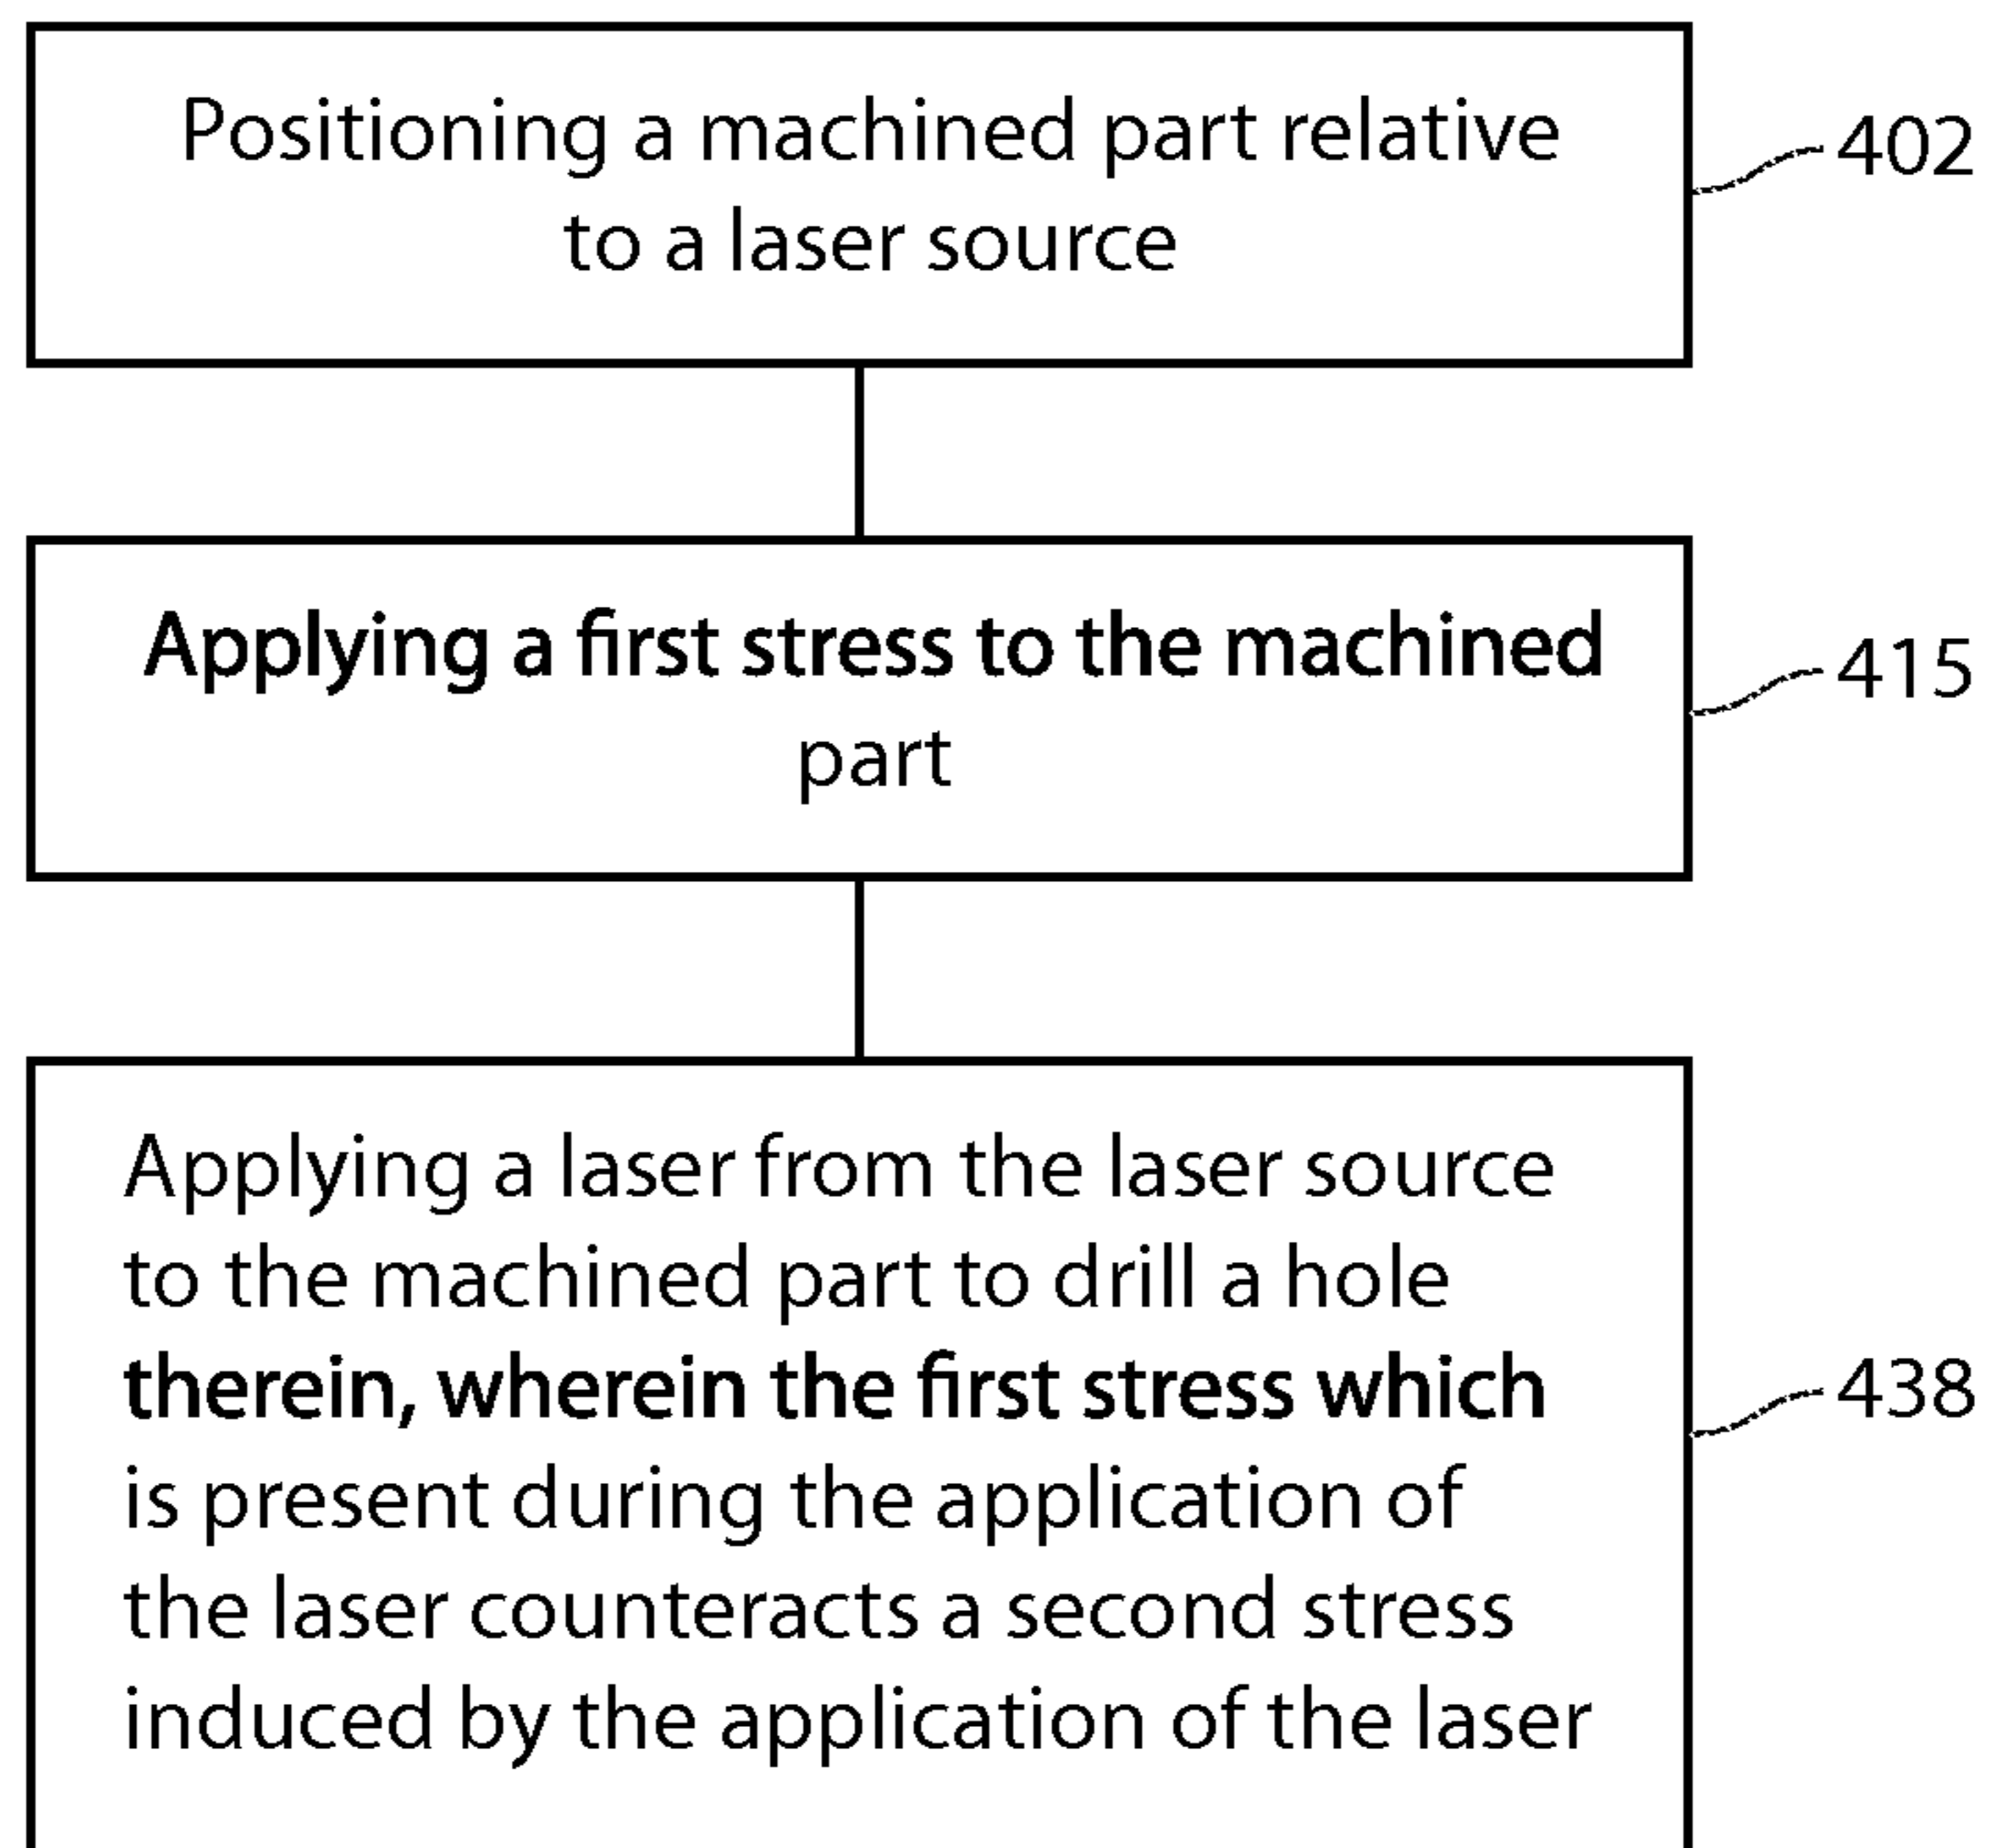 Positioning a machined part relative
to a laser source
402
Applying a first stress to the machined
part
415
Applying a laser from the laser source
to the machined part to drill a hole
therein, wherein the first stress which
is present during the application of
the laser counteracts a second stress
induced by the application of the laser
438